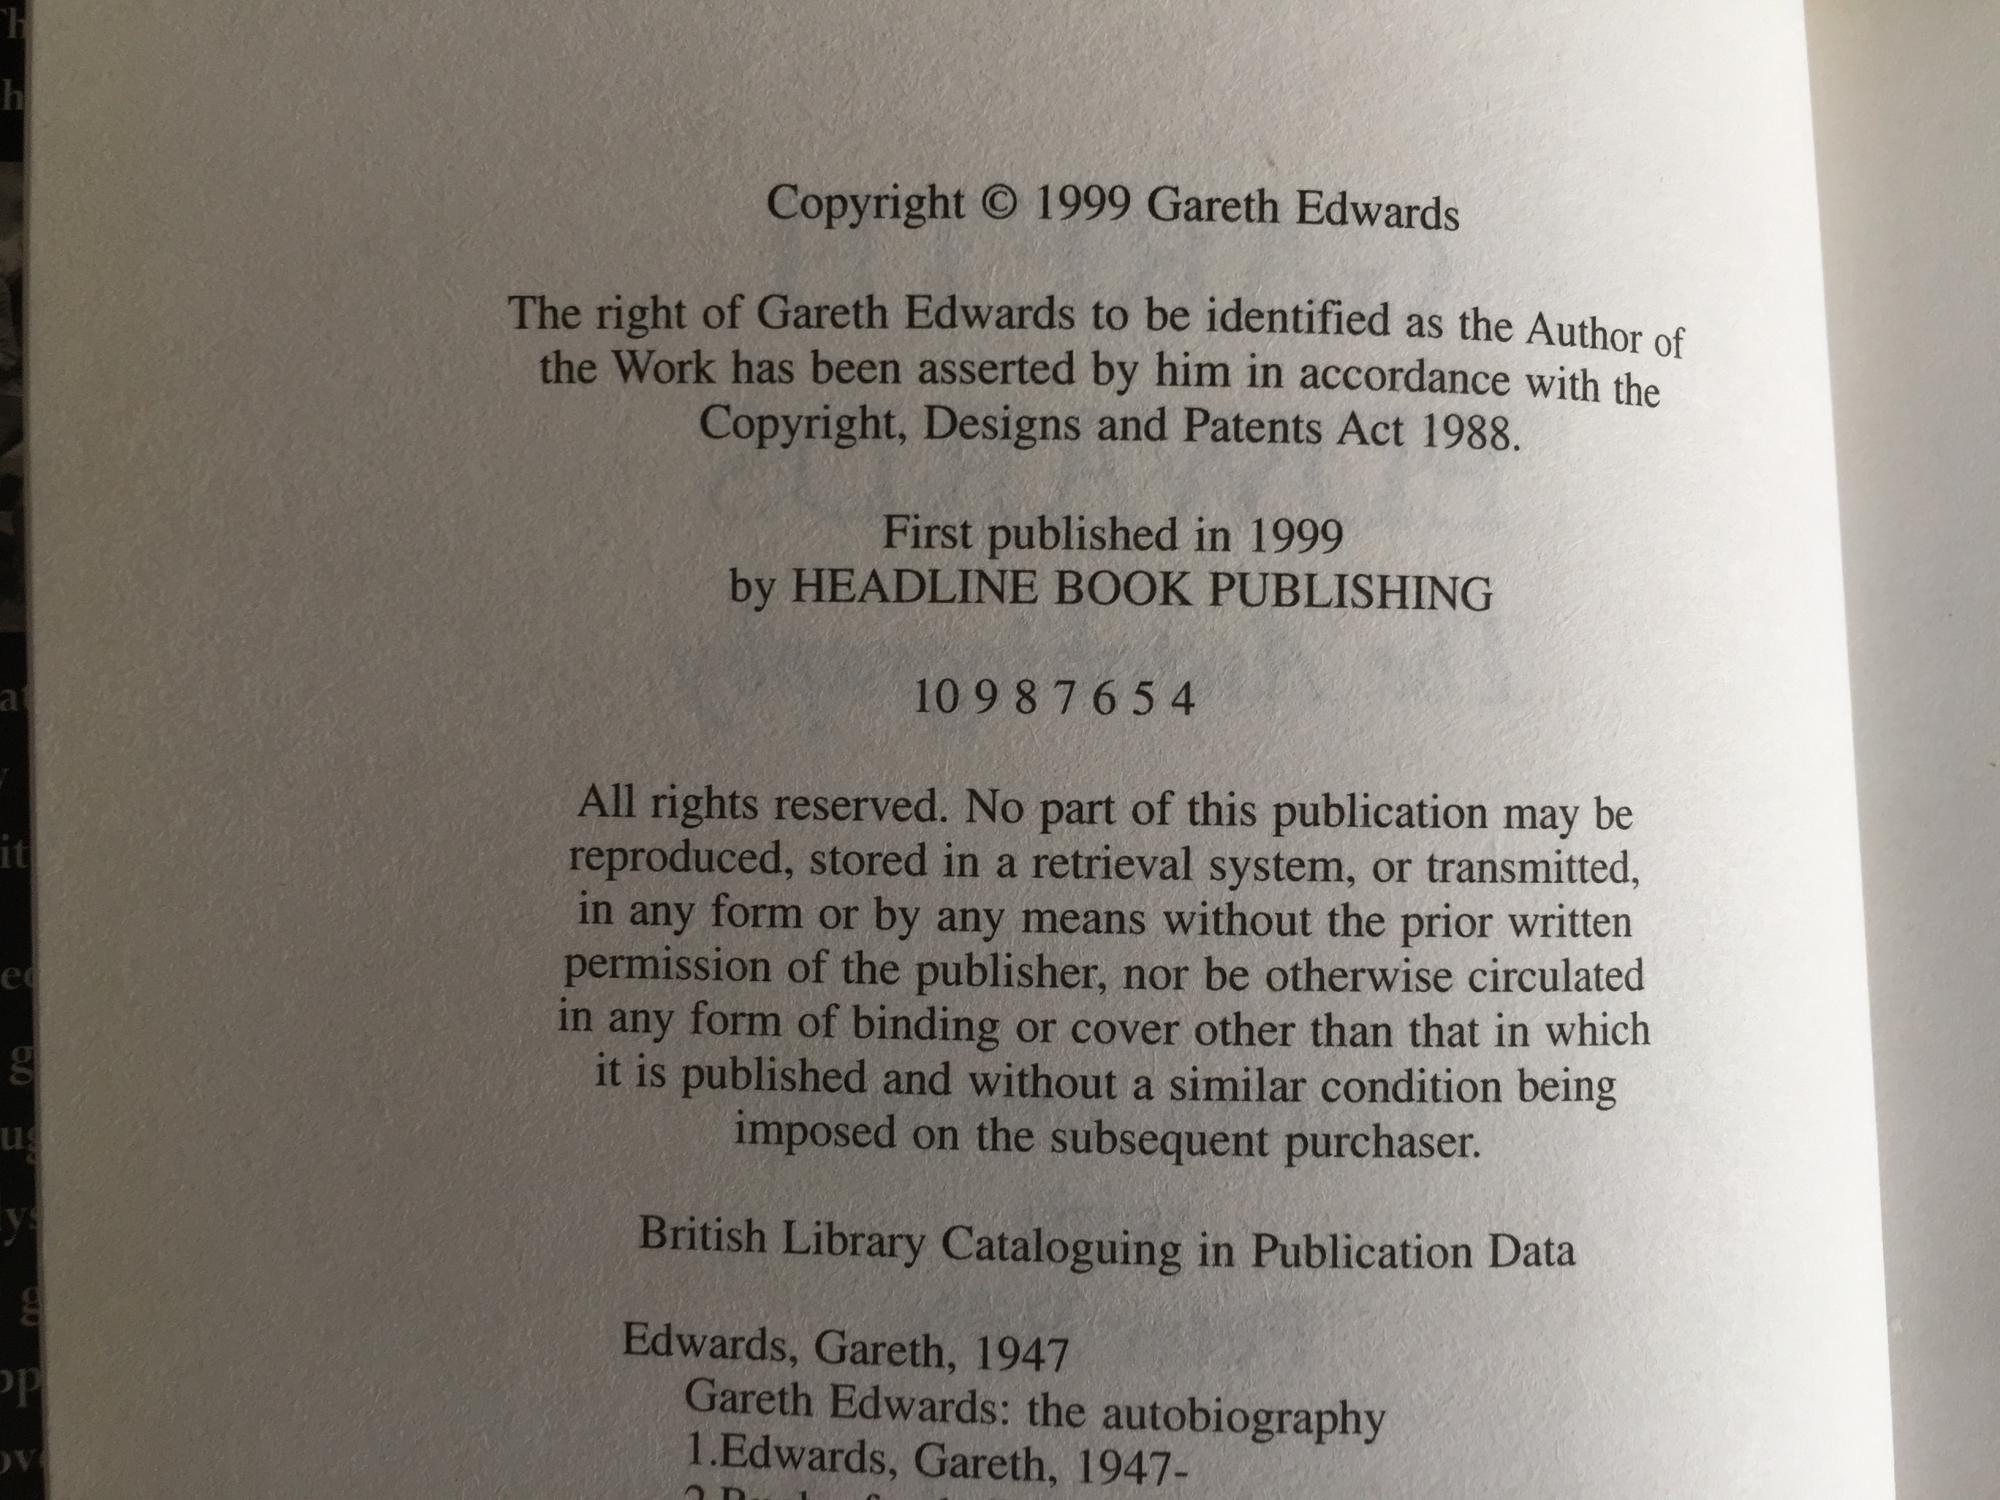 Copyright © 1999 Gareth Edwards
The right of Gareth Edwards to be identified as the Author of
the Work has been asserted by him in accordance with the
Copyright, Designs and Patents Act 1988.
First published in 1999
by HEADLINE BOOK PUBLISHING
10 9 8 7 6 5 4
All rights reserved. No part of this publication may be
reproduced, stored in a retrieval system, or transmitted,
in any form or by any means without the prior written
permission of the publisher, nor be otherwise circulated
in any form of binding or cover other than that in which
it is published and without a similar condition being
imposed on the subsequent purchaser.
British Library Cataloguing in Publication Data
Edwards, Gareth, 1947
Gareth Edwards: the autobiography
1.Edwards, Gareth, 1947-